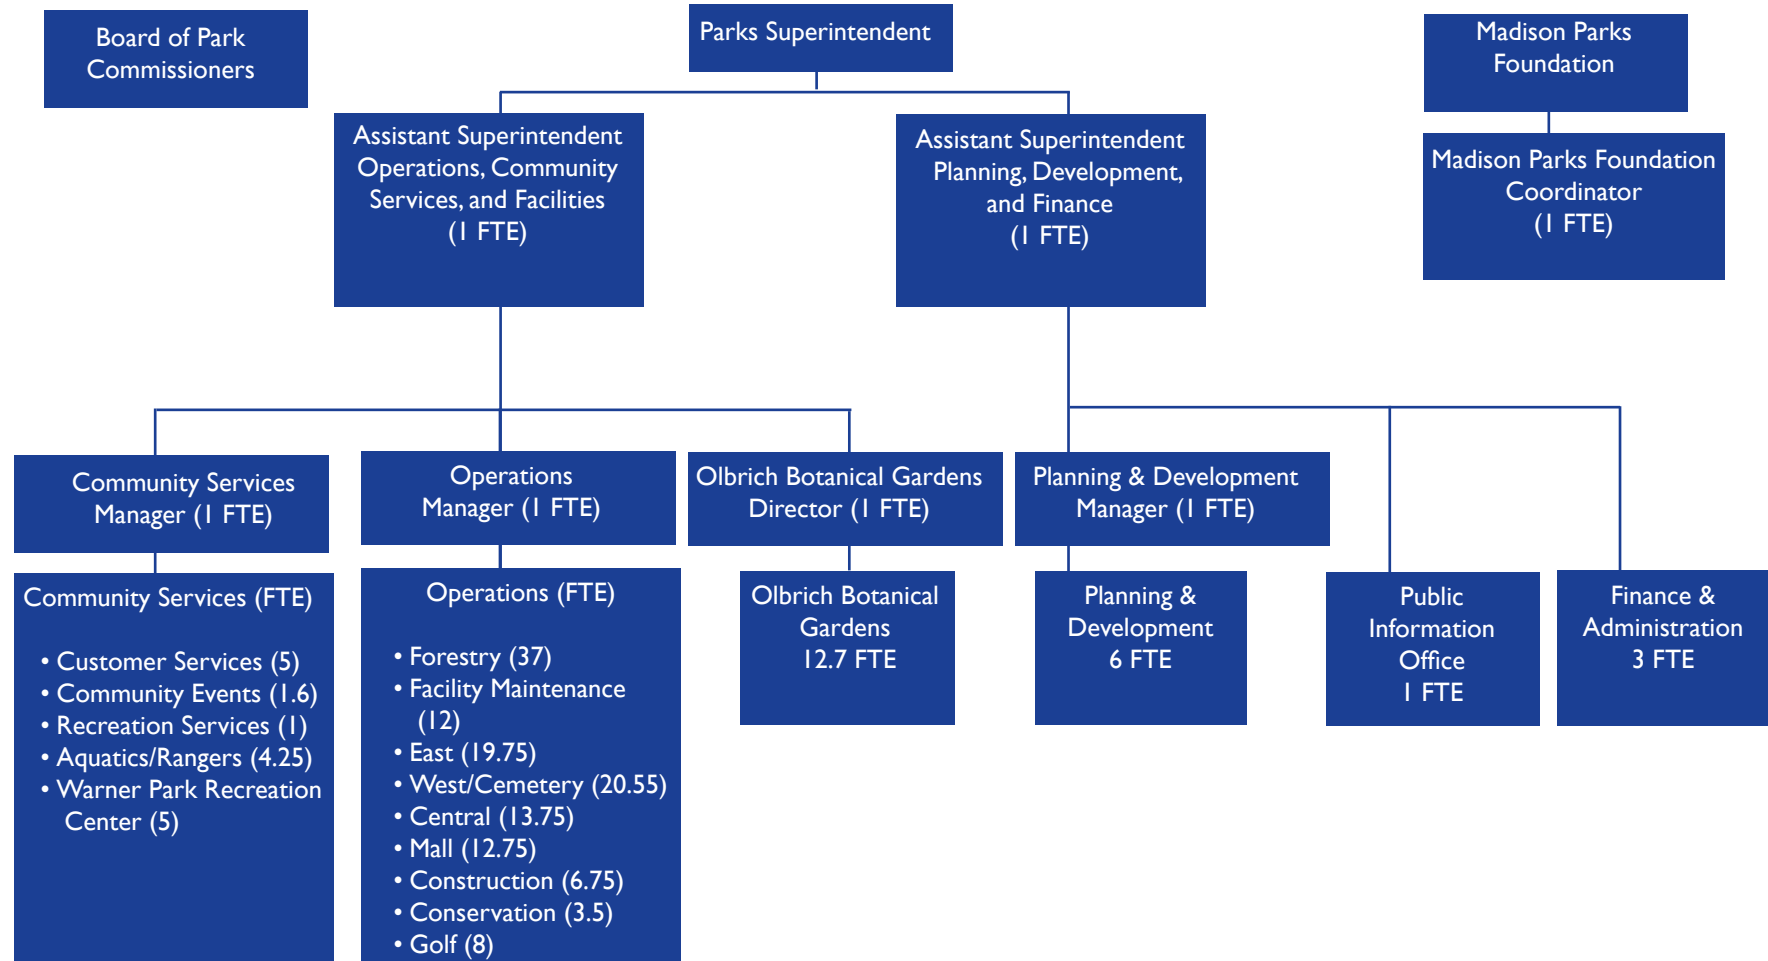 Board of Park
Commissioners
Parks Superintendent
Madison Parks
Foundation
Assistant Superintendent
Operations, Community
Services, and Facilities
(1 FTE)
Assistant Superintendent
Planning, Development,
and Finance
(1 FTE)
Madison Parks Foundation
Coordinator
(1 FTE)
Community Services
Manager (1 FTE)
Operations
Manager (1 FTE)
Olbrich Botanical Gardens
Director (1 FTE)
Planning & Development
Manager (1 FTE)
Community Services (FTE)
• Customer Services (5)
• Community Events (1.6)
• Recreation Services (1)
• Aquatics/Rangers (4.25)
• Warner Park Recreation
Center (5)
Operations (FTE)
• Forestry (37)
• Facility Maintenance
(12)
• East (19.75)
• West/Cemetery (20.55)
• Central (13.75)
• Mall (12.75)
• Construction (6.75)
• Conservation (3.5)
• Golf (8)
Olbrich Botanical
Gardens
12.7 FTE
Planning &
Development
6 FTE
Public
Information
Office
1 FTE
Finance &
Administration
3 FTE